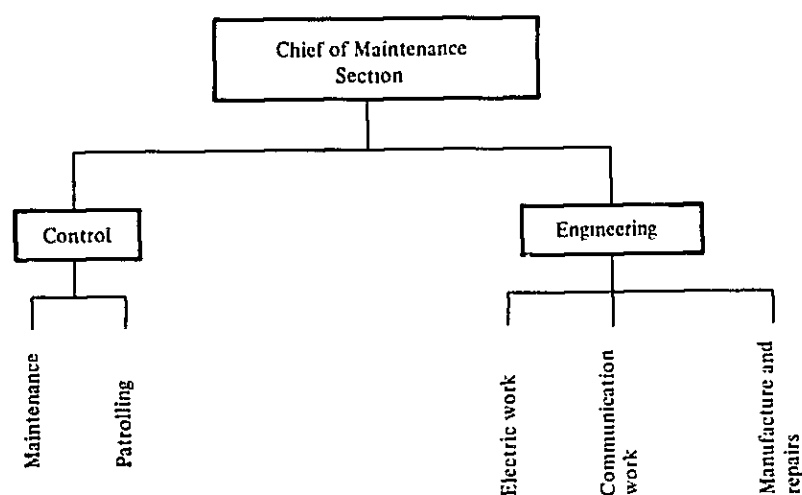 Chief of Maintenance
Section
Control
Engineering
Maintenance
Patrolling
Electric work
Communication
work
Manufacture and
repairs